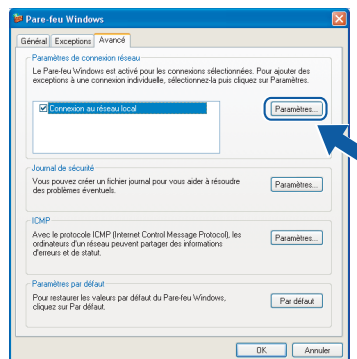 Pare-feu Windows
Général Exceptions Avancé
Paramètres de connexion réseau
Le Pare-feu Windows est activé pour les connexions sélectionnées. Pour ajouter des
exceptions à une connexion individuelle, sélectionnez-la puis cliquez sur Paramètres.
Connexion au réseau local
Paramètres...
Journal de sécurité
Vous pouvez créer un fichier journal pour vous aider à résoudre
des problèmes éventuels.
Paramètres...
ICMP
Avec le protocole ICMP (Internet Control Message Protocol), les
ordinateurs d'un réseau peuvent partager des informations
d'erreurs et de statut.
Paramètres...
Paramètres par défaut
Pour restaurer les valeurs par défaut du Pare-feu Windows,
cliquez sur Par défaut.
Par défaut
OK Annuler